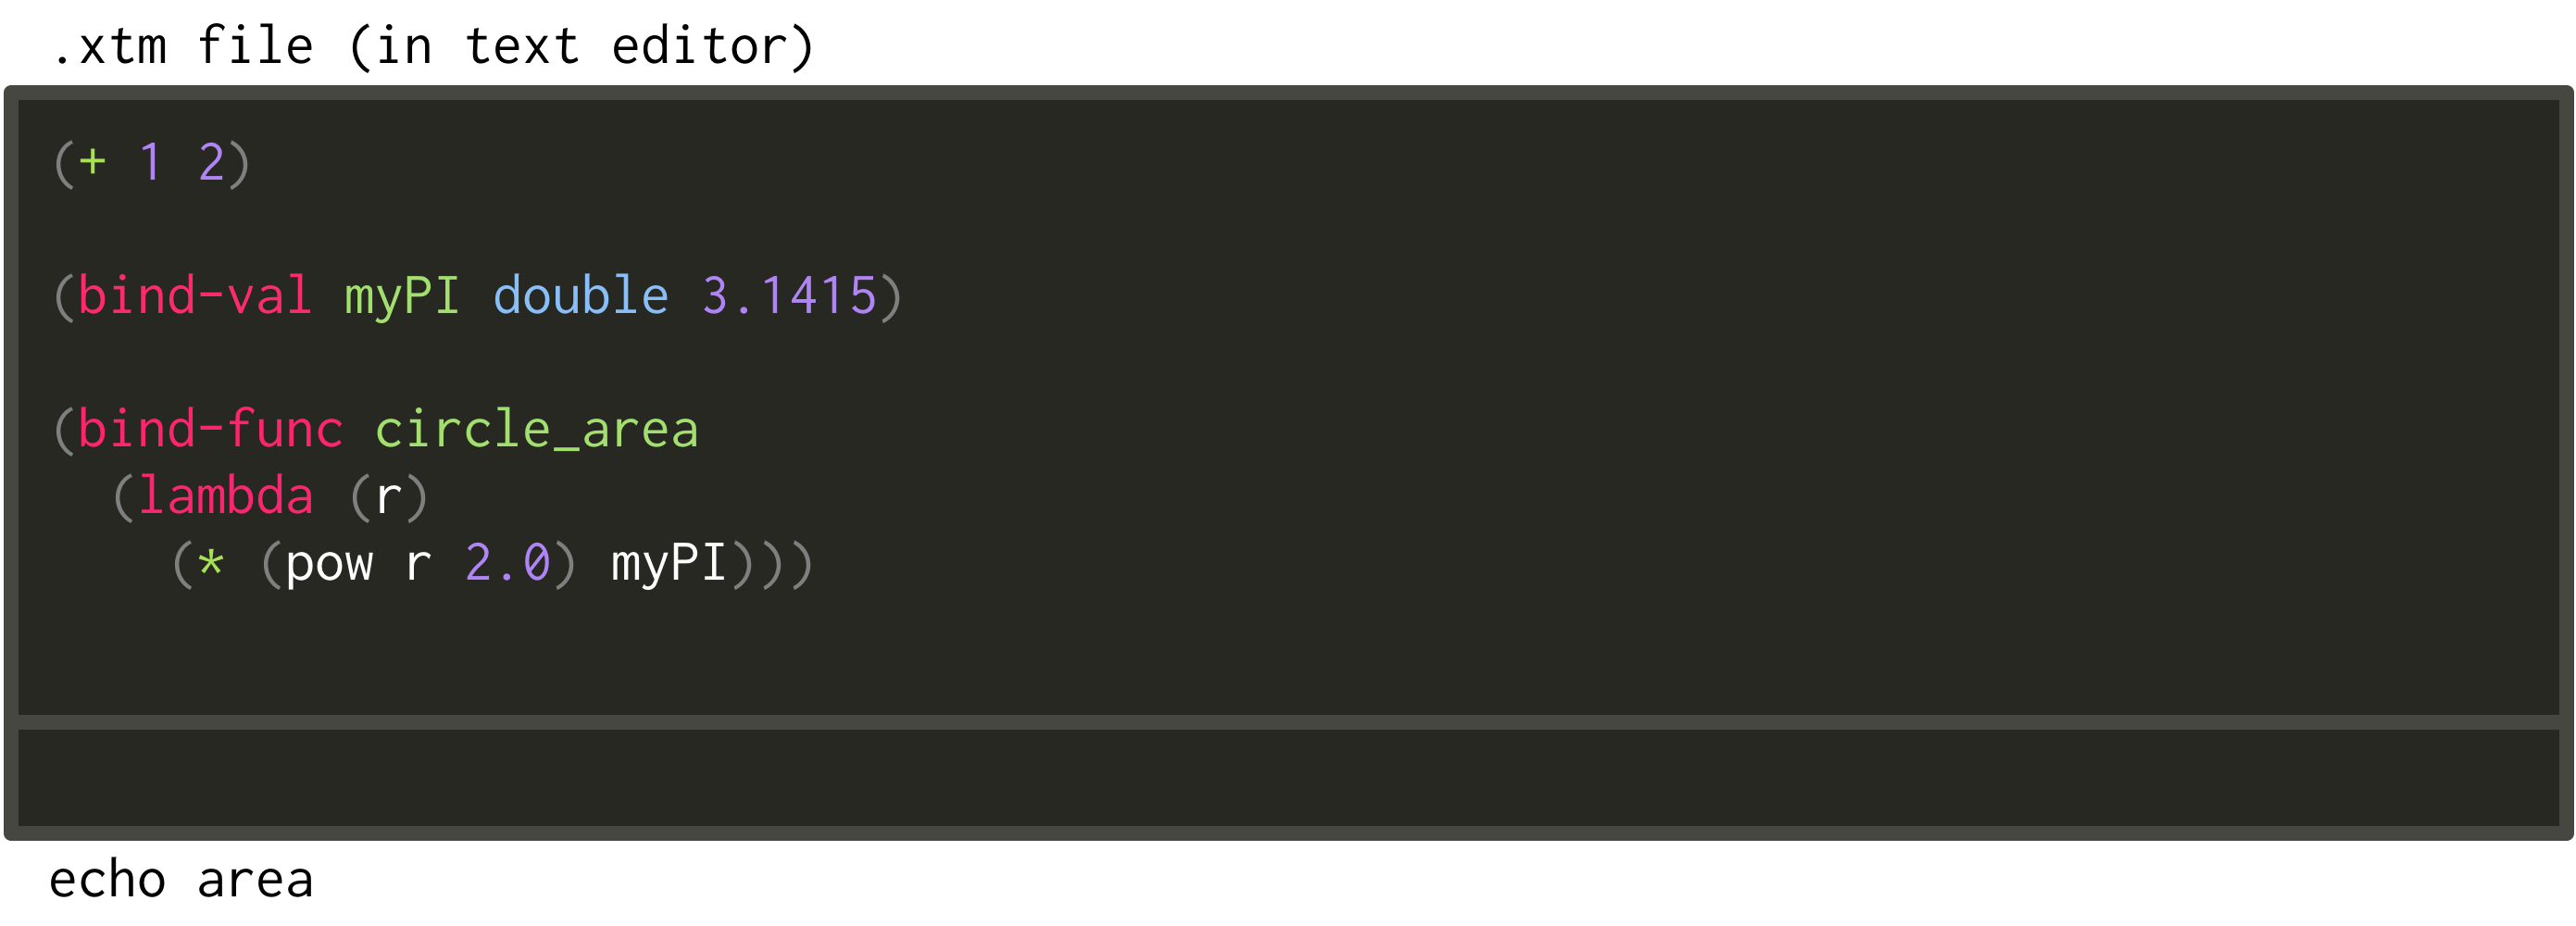 .xtm file (in text editor)
(+ 1 2)
(bind-val myPI double 3.1415)
(bind-func circle_area
(lambda (r)
(* (pow r 2.0) myPI)))
echo area